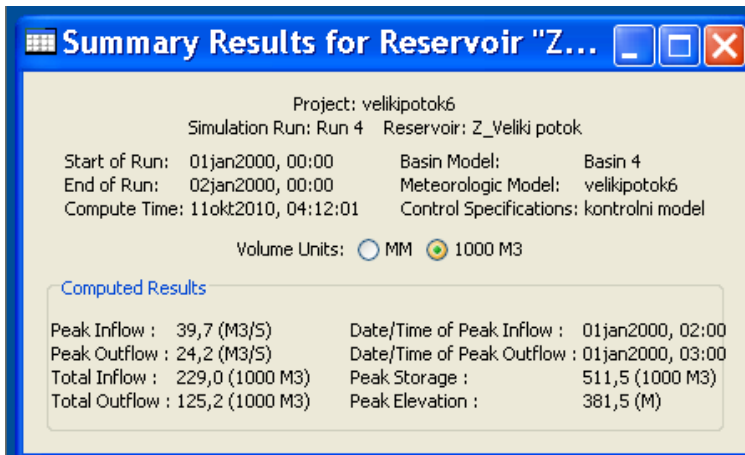 Summary Results for Reservoir "Z...
Project: velikipotok6
Simulation Run: Run 4 Reservoir: Z_Veliki potok
Start of Run: 01jan2000, 00:00 Basin Model: Basin 4
End of Run: 02jan2000, 00:00 Meteorologic Model: velikipotok6
Compute Time: 11okt2010, 04:12:01 Control Specifications: kontrolni model
Volume Units: MM 1000 M3
Computed Results
Peak Inflow : 39,7 (M3/S) Date/Time of Peak Inflow : 01jan2000, 02:00
Peak Outflow : 24,2 (M3/S) Date/Time of Peak Outflow : 01jan2000, 03:00
Total Inflow : 229,0 (1000 M3) Peak Storage : 511,5 (1000 M3)
Total Outflow : 125,2 (1000 M3) Peak Elevation : 381,5 (M)